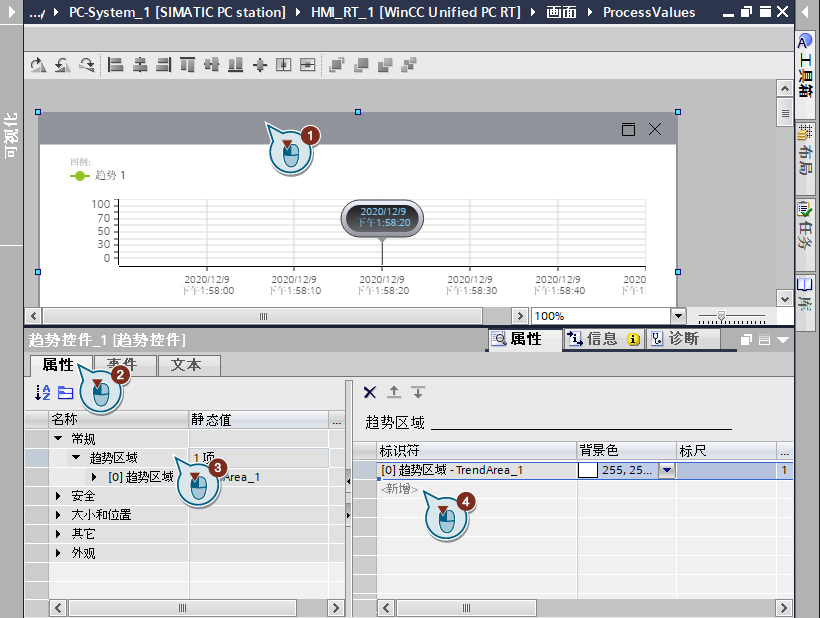 .../ PC-System_1 [SIMATIC PC station] HMI_RT_1 [WinCC Unified PC RT] 画面 ProcessValues
可视化
工具箱
布局
任务
库
1
图例:
趋势 1
100
70
50
30
0
2020/12/9
下午1:58:20
2020/12/9
下午1:58:00
2020/12/9
下午1:58:10
2020/12/9
下午1:58:20
2020/12/9
下午1:58:30
2020/12/9
下午1:58:40
2020
下午1:
100%
趋势控件_1 [趋势控件]
属性 信息 诊断
属性 事件 文本
2
名称 静态值 ...
常规
趋势区域 1 项
[0] 趋势区域 Area_1
安全
大小和位置
其它
外观
3
趋势区域
标识符 背景色 标尺 ...
[0] 趋势区域 - TrendArea_1 255, 25... 1
<新增>
4